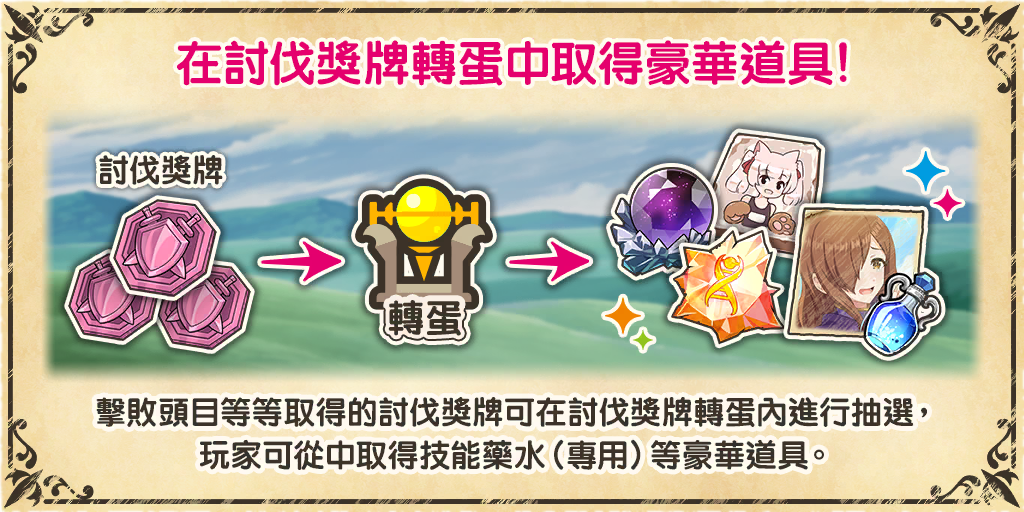 在討伐獎牌轉蛋中取得豪華道具!
討伐獎牌
轉蛋
擊敗頭目等等取得的討伐獎牌可在討伐獎牌轉蛋內進行抽選，
玩家可從中取得技能藥水（專用）等豪華道具。